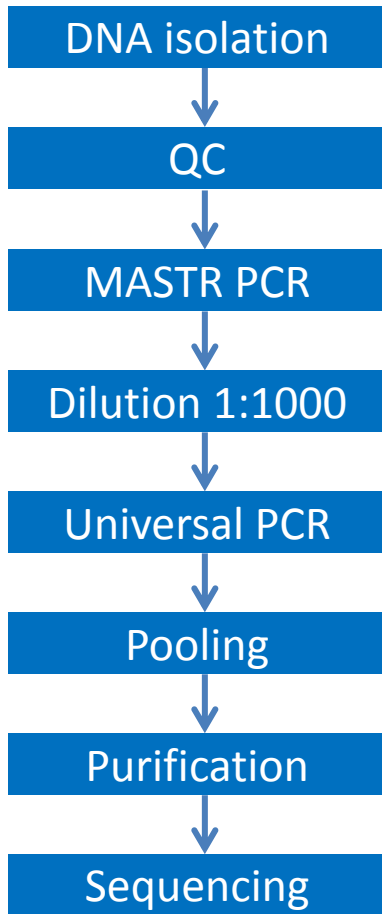 DNA isolation
QC
MASTR PCR
Dilution 1:1000
Universal PCR
Pooling
Purification
Sequencing